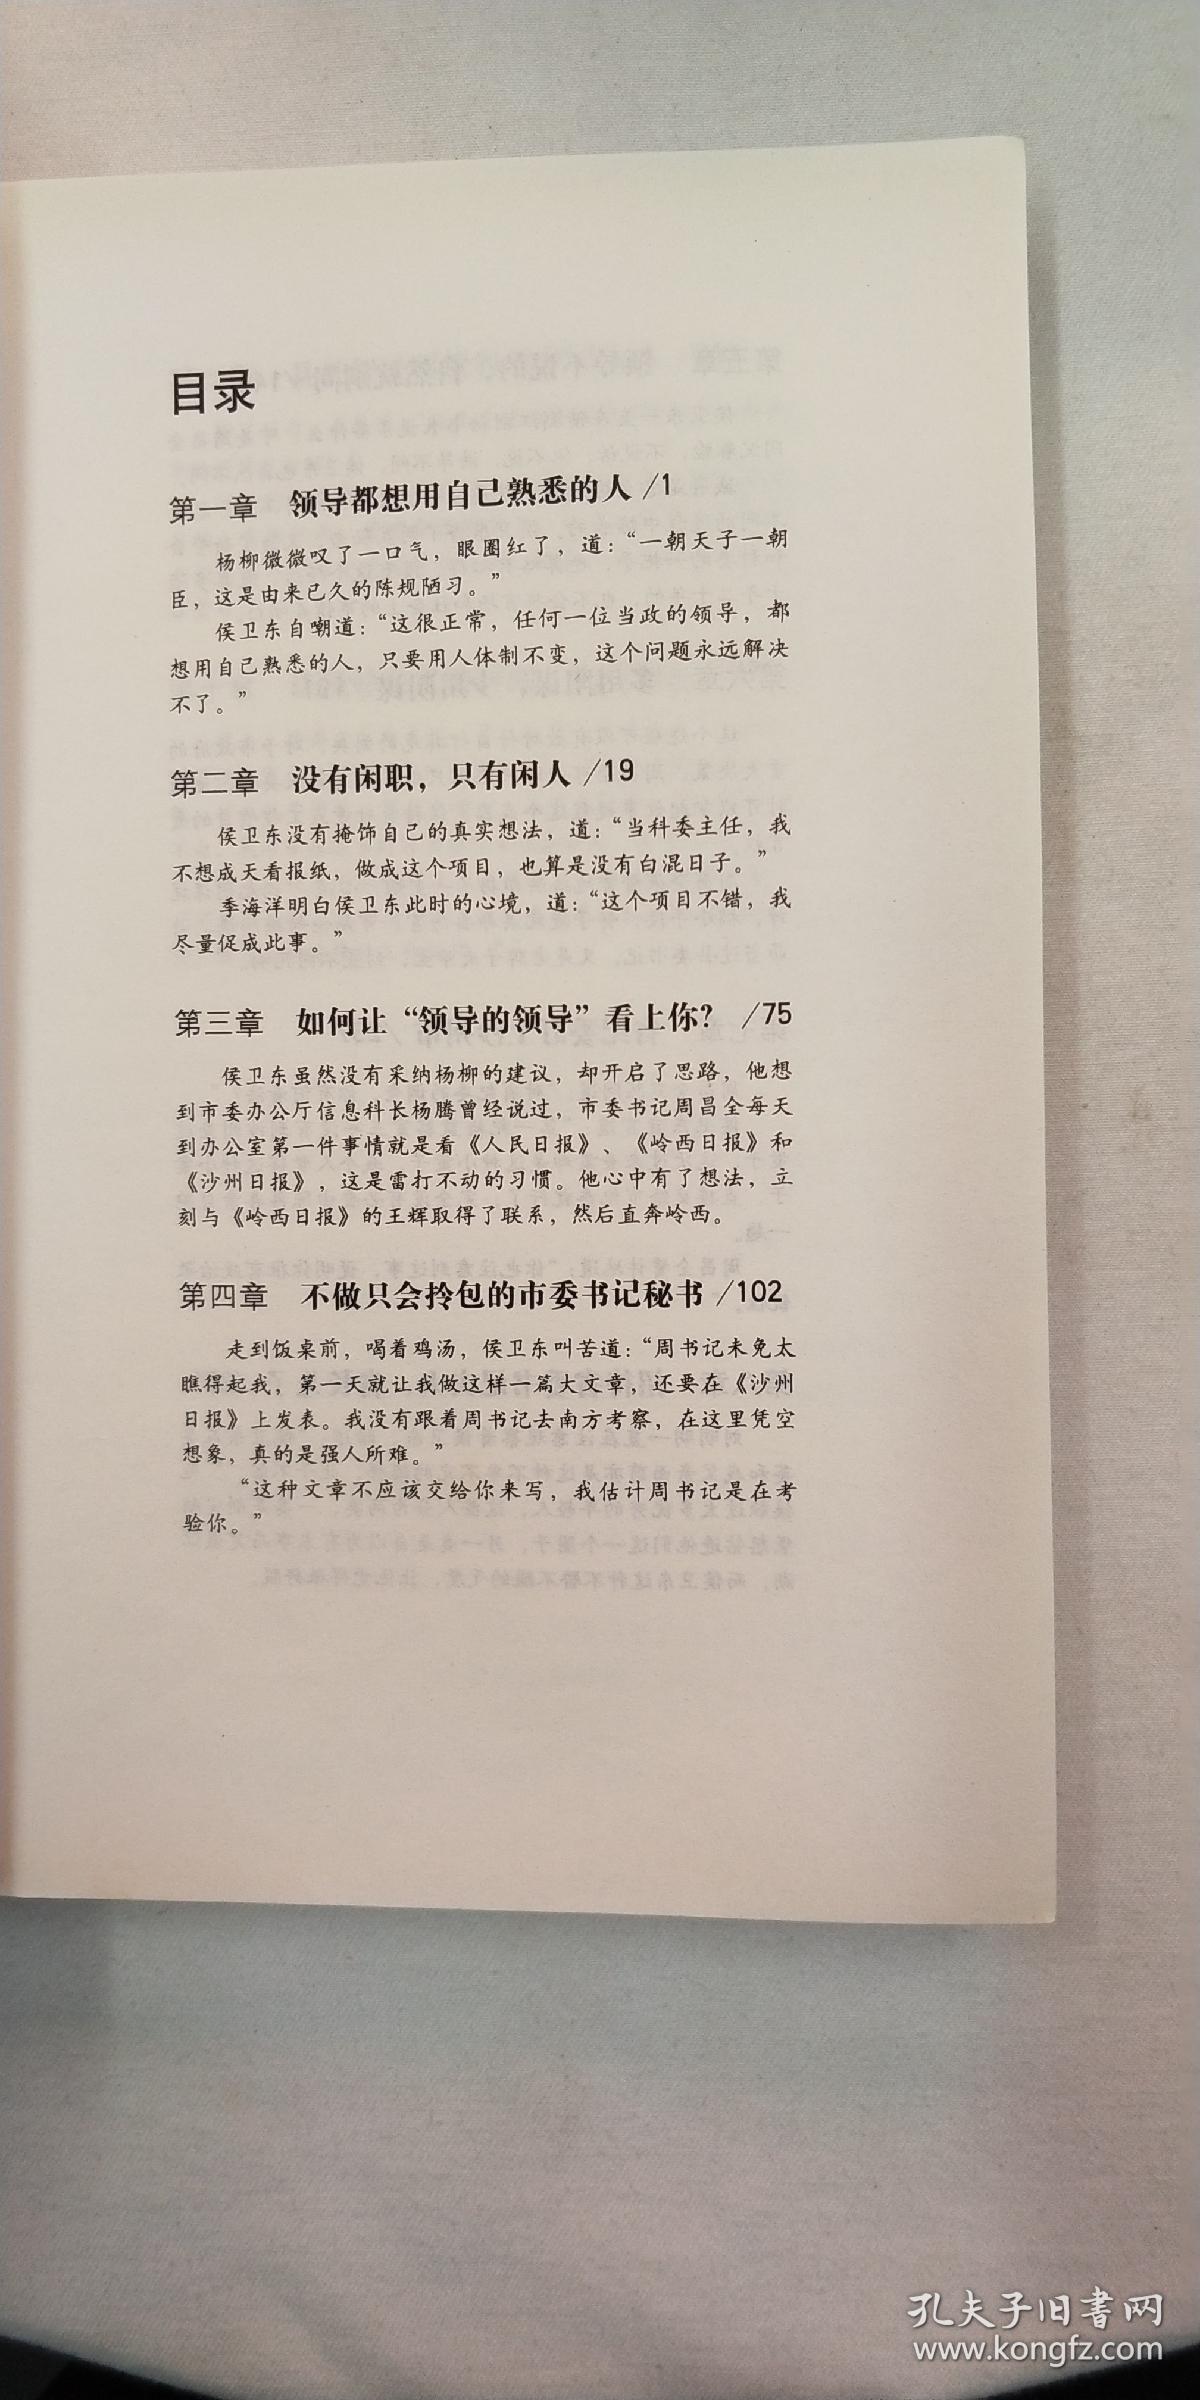 目录
第一章 领导都想用自己熟悉的人 /1
杨柳微微叹了一口气，眼圈红了，道：“一朝天子一朝
臣，这是由来已久的陈规陋习。”
侯卫东自嘲道：“这很正常，任何一位当政的领导，都
想用自己熟悉的人，只要用人体制不变，这个问题永远解决
不了。”
第二章 没有闲职，只有闲人 /19
侯卫东没有掩饰自己的真实想法，道：“当科委主任，我
不想成天看报纸，做成这个项目，也算是没有白混日子。”
季海洋明白侯卫东此时的心境，道：“这个项目不错，我
尽量促成此事。”
第三章 如何让“领导的领导”看上你？ /75
侯卫东虽然没有采纳杨柳的建议，却开启了思路，他想
到市委办公厅信息科长杨腾曾经说过，市委书记周昌全每天
到办公室第一件事情就是看《人民日报》、《岭西日报》和
《沙州日报》，这是雷打不动的习惯。他心中有了想法，立
刻与《岭西日报》的王辉取得了联系，然后直奔岭西。
第四章 不做只会拎包的市委书记秘书 /102
走到饭桌前，喝着鸡汤，侯卫东叫苦道：“周书记未免太
瞧得起我，第一天就让我做这样一篇大文章，还要在《沙州
日报》上发表。我没有跟着周书记去南方考察，在这里凭空
想象，真的是强人所难。”
“这种文章不应该交给你来写，我估计周书记是在考
验你。”
孔夫子旧書网
www.kongfz.com